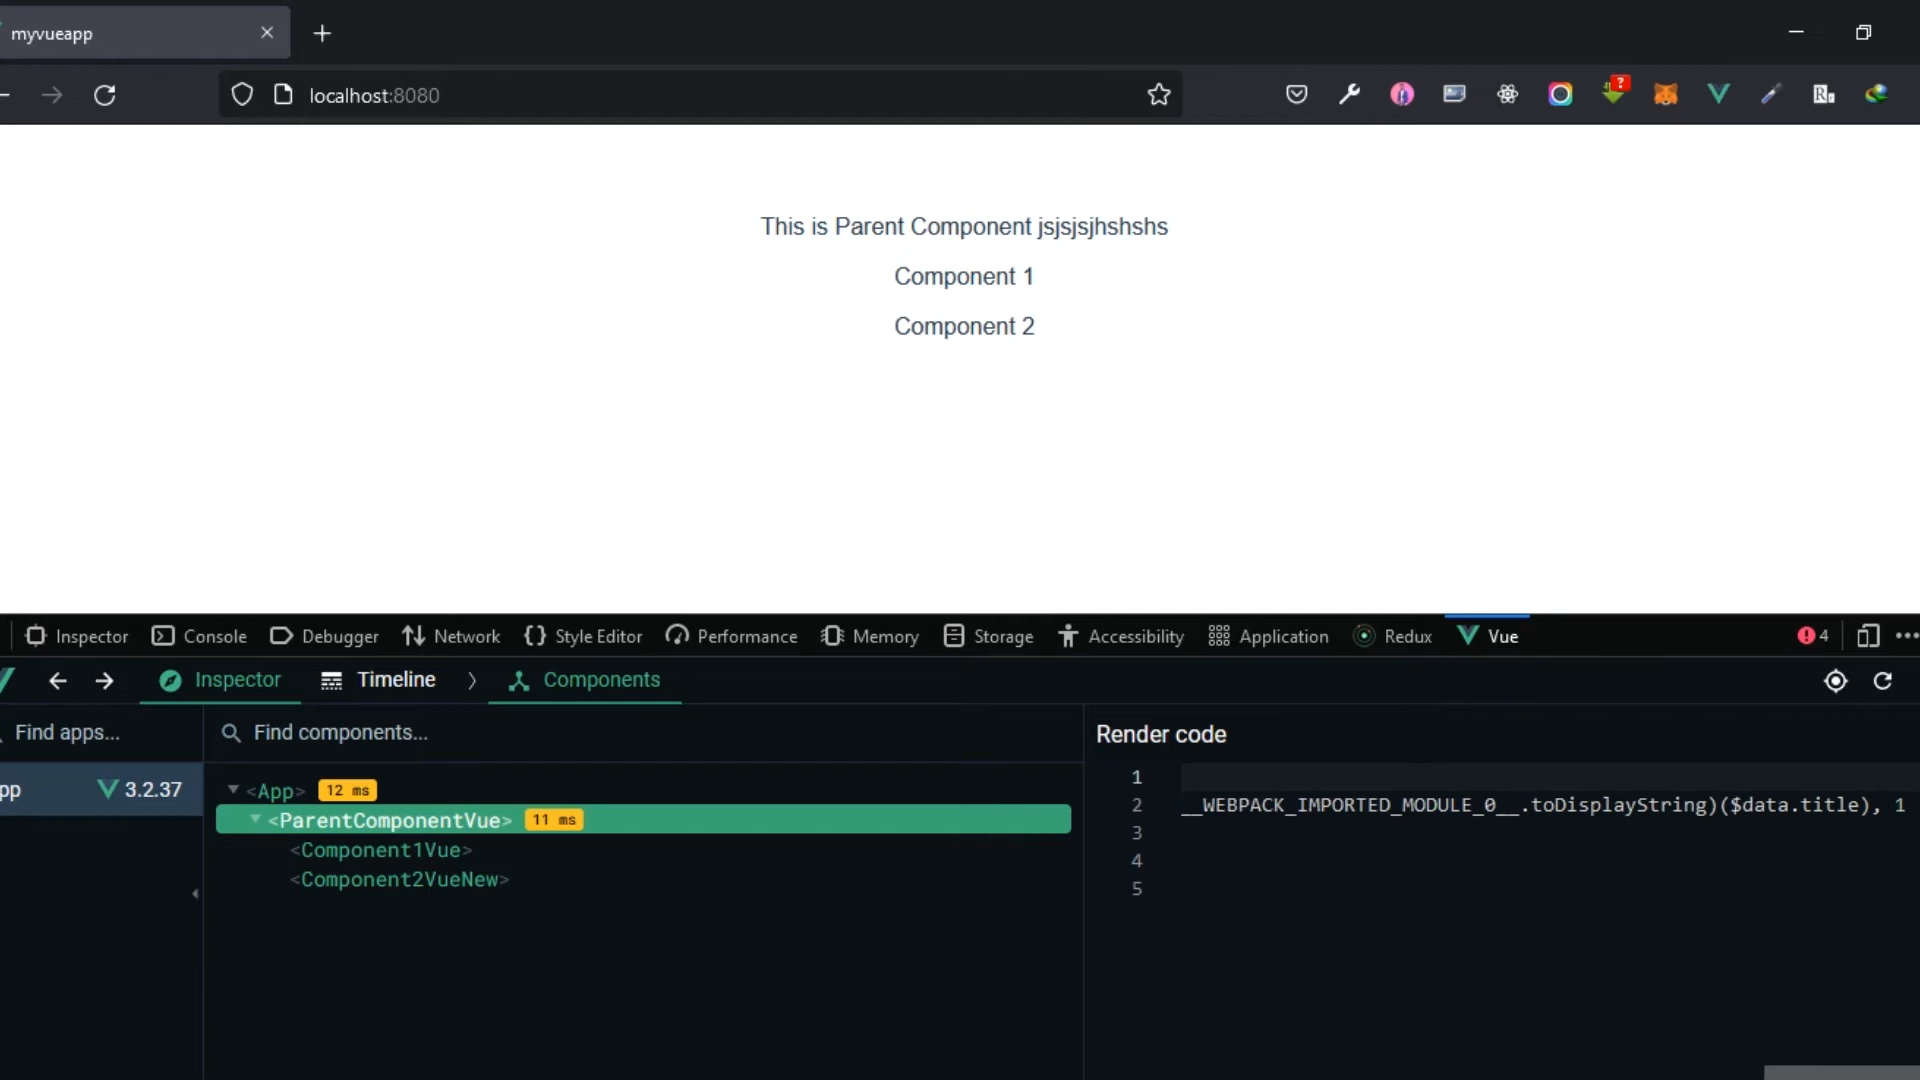 myvueapp
localhost:8080
?
R
This is Parent Component jsjsjsjhshshs
Component 1
Component 2
Inspector Console Debugger Network Style Editor Performance Memory Storage Accessibility Application Redux Vue 4
Inspector Timeline Components
Find apps... Find components... Render code
pp 3.2.37
<App> 12 ms
<ParentComponentVue> 11 ms
<Component1Vue>
<Component2VueNew>
1
2 __WEBPACK_IMPORTED_MODULE_0__.toDisplayString)($data.title), 1
3
4
5